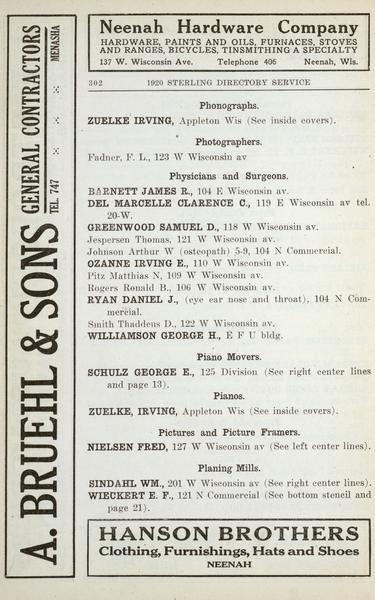 Neenah Hardware Company
HARDWARE, PAINTS AND OILS, FURNACES, STOVES
AND RANGES, BICYCLES, TINSMITHING A SPECIALTY
137 W. Wisconsin Ave. Telephone 406 Neenah, Wis.
302 1920 STERLING DIRECTORY SERVICE
Phonographs.
ZUELKE IRVING, Appleton Wis (See inside covers).
Photographers.
Fadner, F. L., 123 W Wisconsin av
Physicians and Surgeons.
BARNETT JAMES R., 104 E Wisconsin av.
DEL MARCELLE CLARENCE C., 119 E Wisconsin av tel.
20-W.
GREENWOOD SAMUEL D., 118 W Wisconsin av.
Jespersen Thomas, 121 W Wisconsin av.
Johnson Arthur W (osteopath) 5-9, 104 N Commercial.
OZANNE IRVING E., 110 W Wisconsin av.
Pitz Matthias N, 109 W Wisconsin av.
Rogers Ronald B., 106 W Wisconsin av.
RYAN DANIEL J., (eye ear nose and throat), 104 N Com-
mercial.
Smith Thaddeus D., 122 W Wisconsin av.
WILLIAMSON GEORGE H., E F U bldg.
Piano Movers.
SCHULZ GEORGE E., 125 Division (See right center lines
and page 13).
Pianos.
ZUELKE, IRVING, Appleton Wis (See inside covers).
Pictures and Picture Framers.
NIELSEN FRED, 127 W Wisconsin av (See left center lines).
Planing Mills.
SINDAHL WM., 201 W Wisconsin av (See right center lines).
WIECKERT E. F., 121 N Commercial (See bottom stencil and
page 21).
HANSON BROTHERS
Clothing, Furnishings, Hats and Shoes
NEENAH
A. BRUEHL & SONS
GENERAL CONTRACTORS
TEL. 747 MENASHA